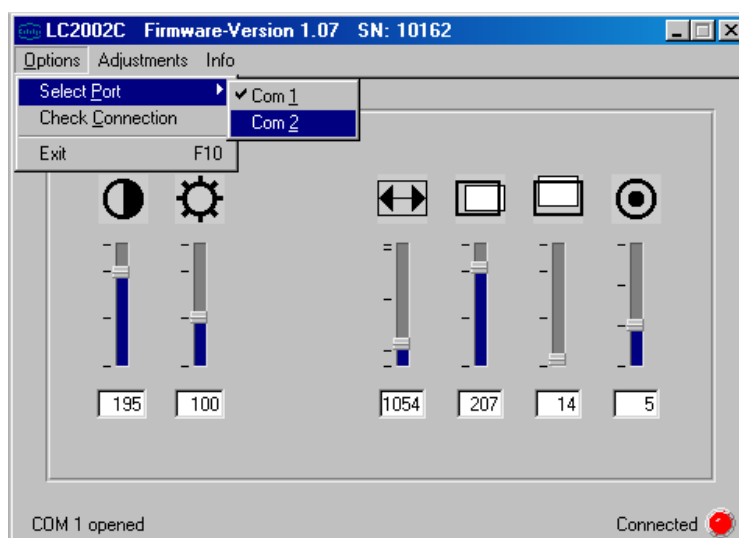 LC2002C Firmware-Version 1.07 SN: 10162
Options Adjustments Info
Select Port
Com 1
Check Connection
Com 2
Exit F10
195 100 1054 207 14 5
COM 1 opened Connected